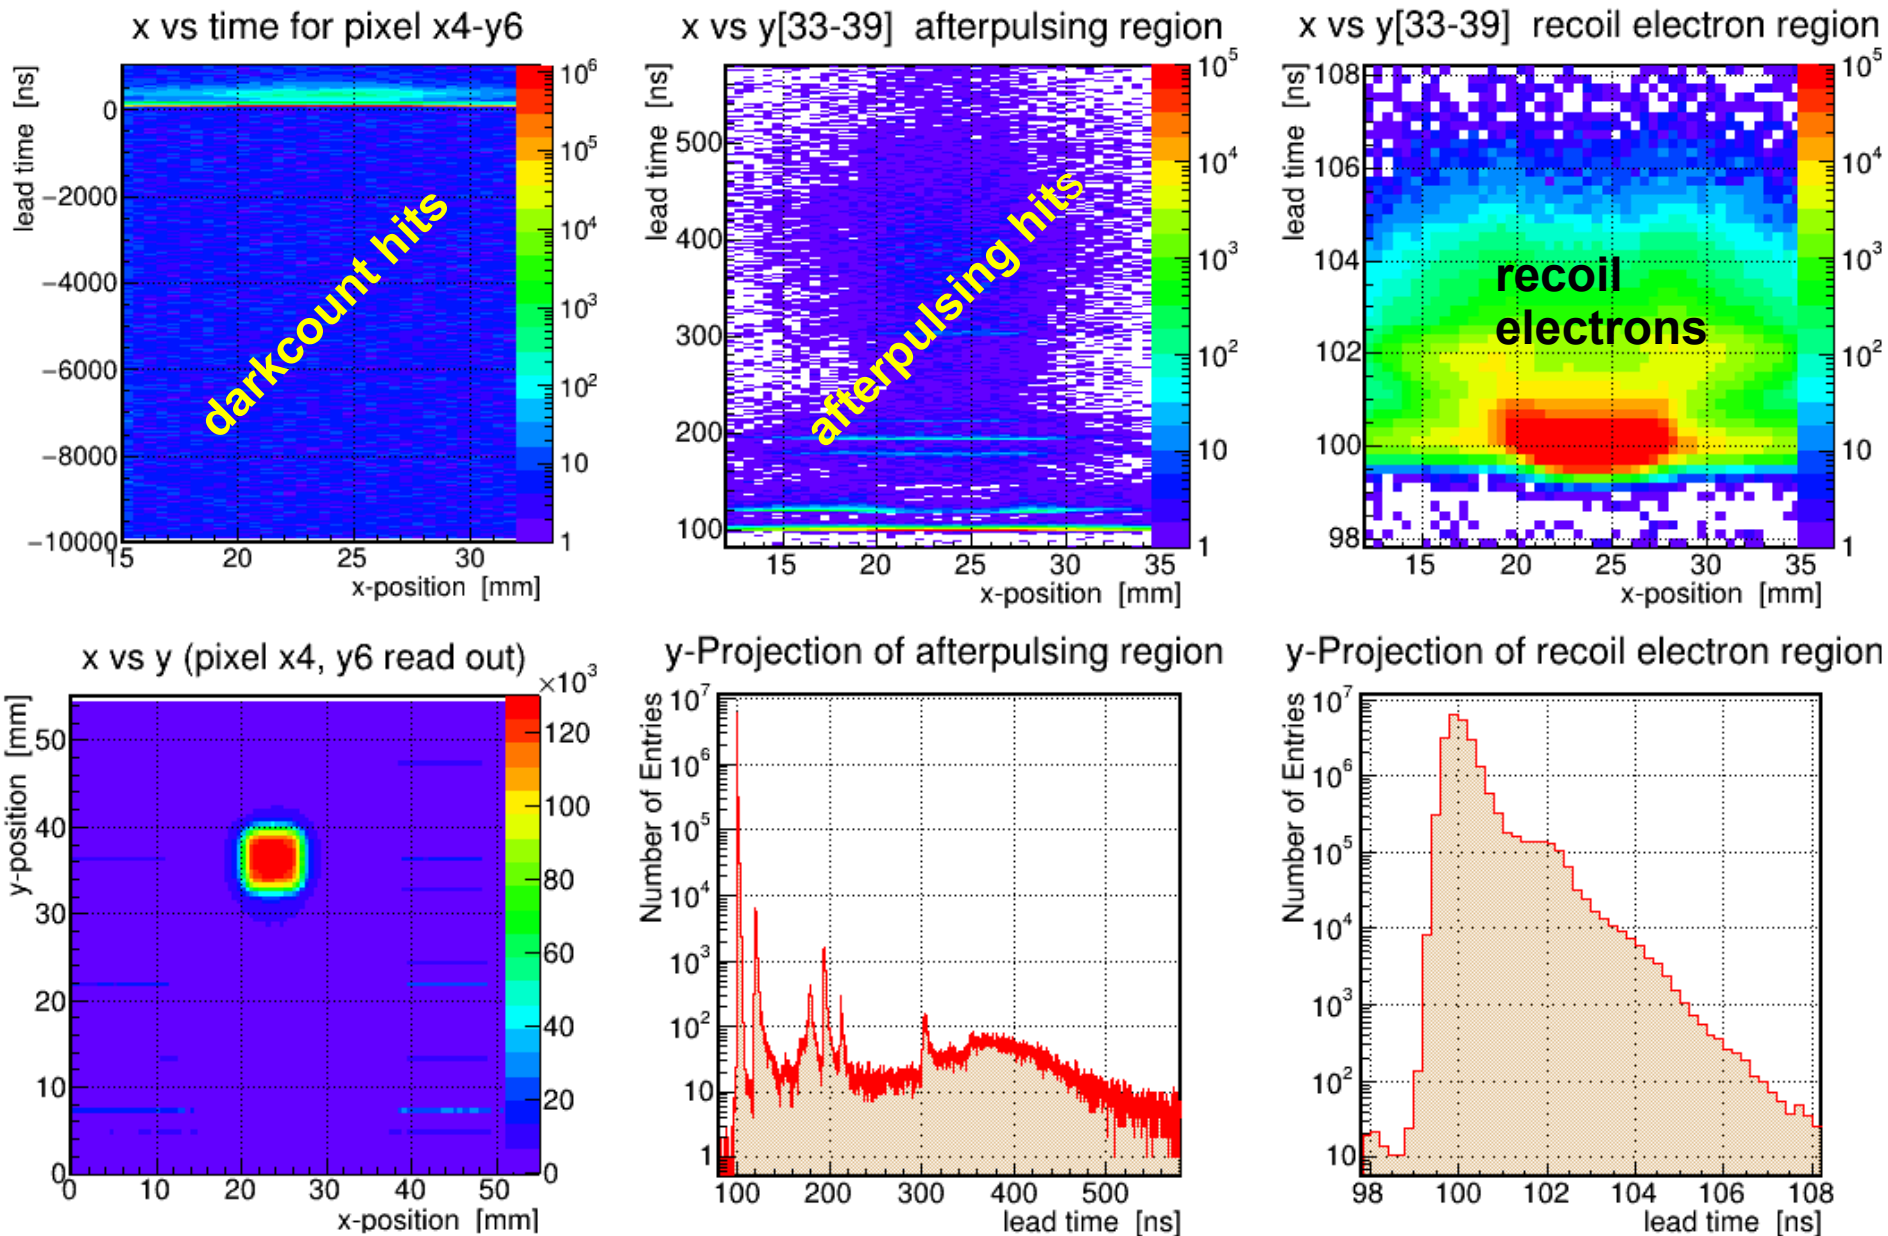 x vs time for pixel x4-y6
lead time [ns]
0
−2000
−4000
−6000
−8000
−10000
15 20 25 30
x-position [mm]
10⁶
10⁵
10⁴
10³
10²
10
1
darkcount hits
x vs y[33-39] afterpulsing region
lead time [ns]
500
400
300
200
100
15 20 25 30 35
x-position [mm]
10⁵
10⁴
10³
10²
10
1
afterpulsing hits
x vs y[33-39] recoil electron region
lead time [ns]
108
106
104
102
100
98
15 20 25 30 35
x-position [mm]
10⁵
10⁴
10³
10²
10
1
recoil
electrons
x vs y (pixel x4, y6 read out)
y-position [mm]
50
40
30
20
10
0
0 10 20 30 40 50
x-position [mm]
×10³
120
100
80
60
40
20
0
y-Projection of afterpulsing region
Number of Entries
10⁷
10⁶
10⁵
10⁴
10³
10²
10
1
100 200 300 400 500
lead time [ns]
y-Projection of recoil electron region
Number of Entries
10⁷
10⁶
10⁵
10⁴
10³
10²
10
98 100 102 104 106 108
lead time [ns]